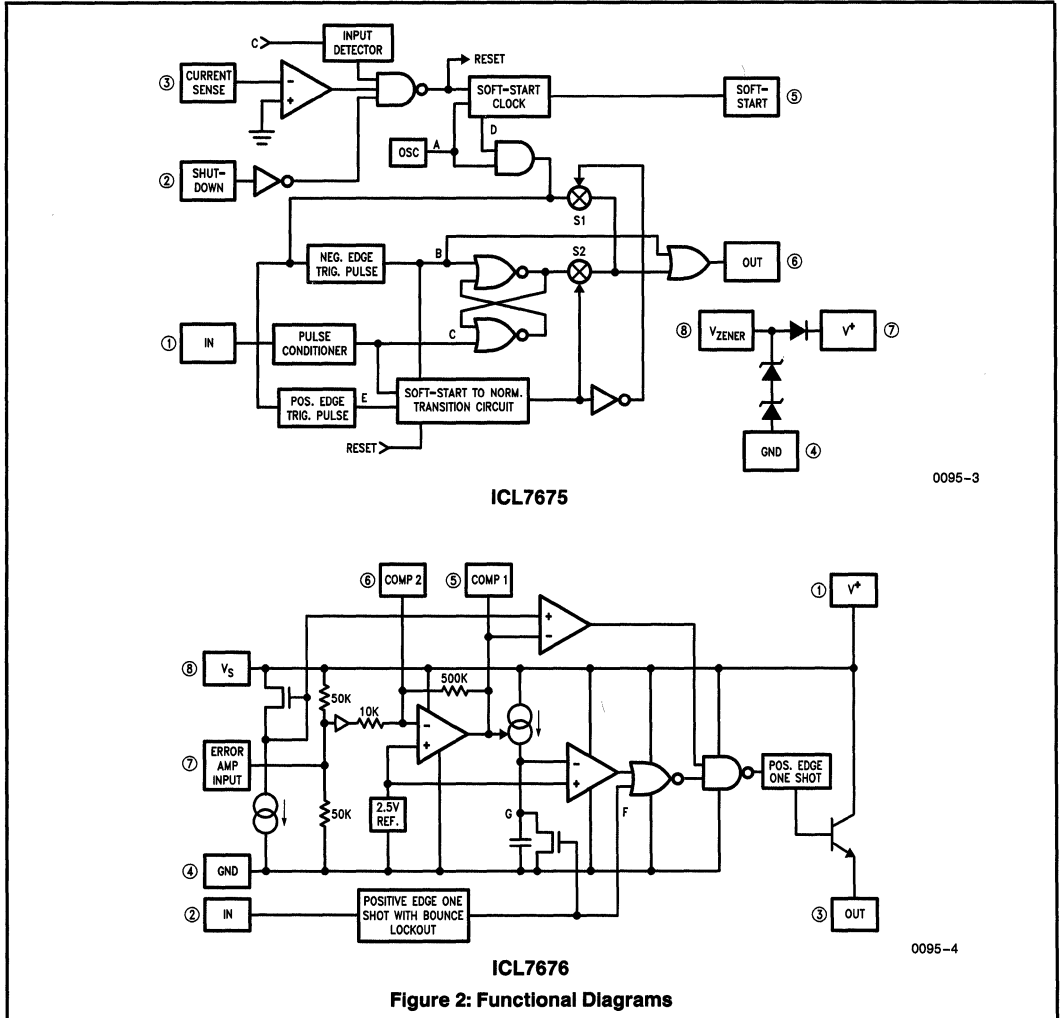 C
INPUT
DETECTOR
RESET
③ CURRENT
SENSE
-
+
SOFT-START
CLOCK
SOFT-
START ⑤
OSC
A
D
② SHUT-
DOWN
S1
NEG. EDGE
TRIG. PULSE
B
S2
OUT ⑥
⑧ VZENER
V+ ⑦
① IN
PULSE
CONDITIONER
C
POS. EDGE
TRIG. PULSE
E
SOFT-START TO NORM.
TRANSITION CIRCUIT
RESET
GND ④
0095-3
ICL7675
⑥ COMP 2
⑤ COMP 1
① V+
+
-
⑧ VS
50K
10K
500K
-
+
⑦ ERROR
AMP
INPUT
50K
2.5V
REF.
-
+
G
F
POS. EDGE
ONE SHOT
④ GND
② IN
POSITIVE EDGE ONE
SHOT WITH BOUNCE
LOCKOUT
③ OUT
0095-4
ICL7676
Figure 2: Functional Diagrams